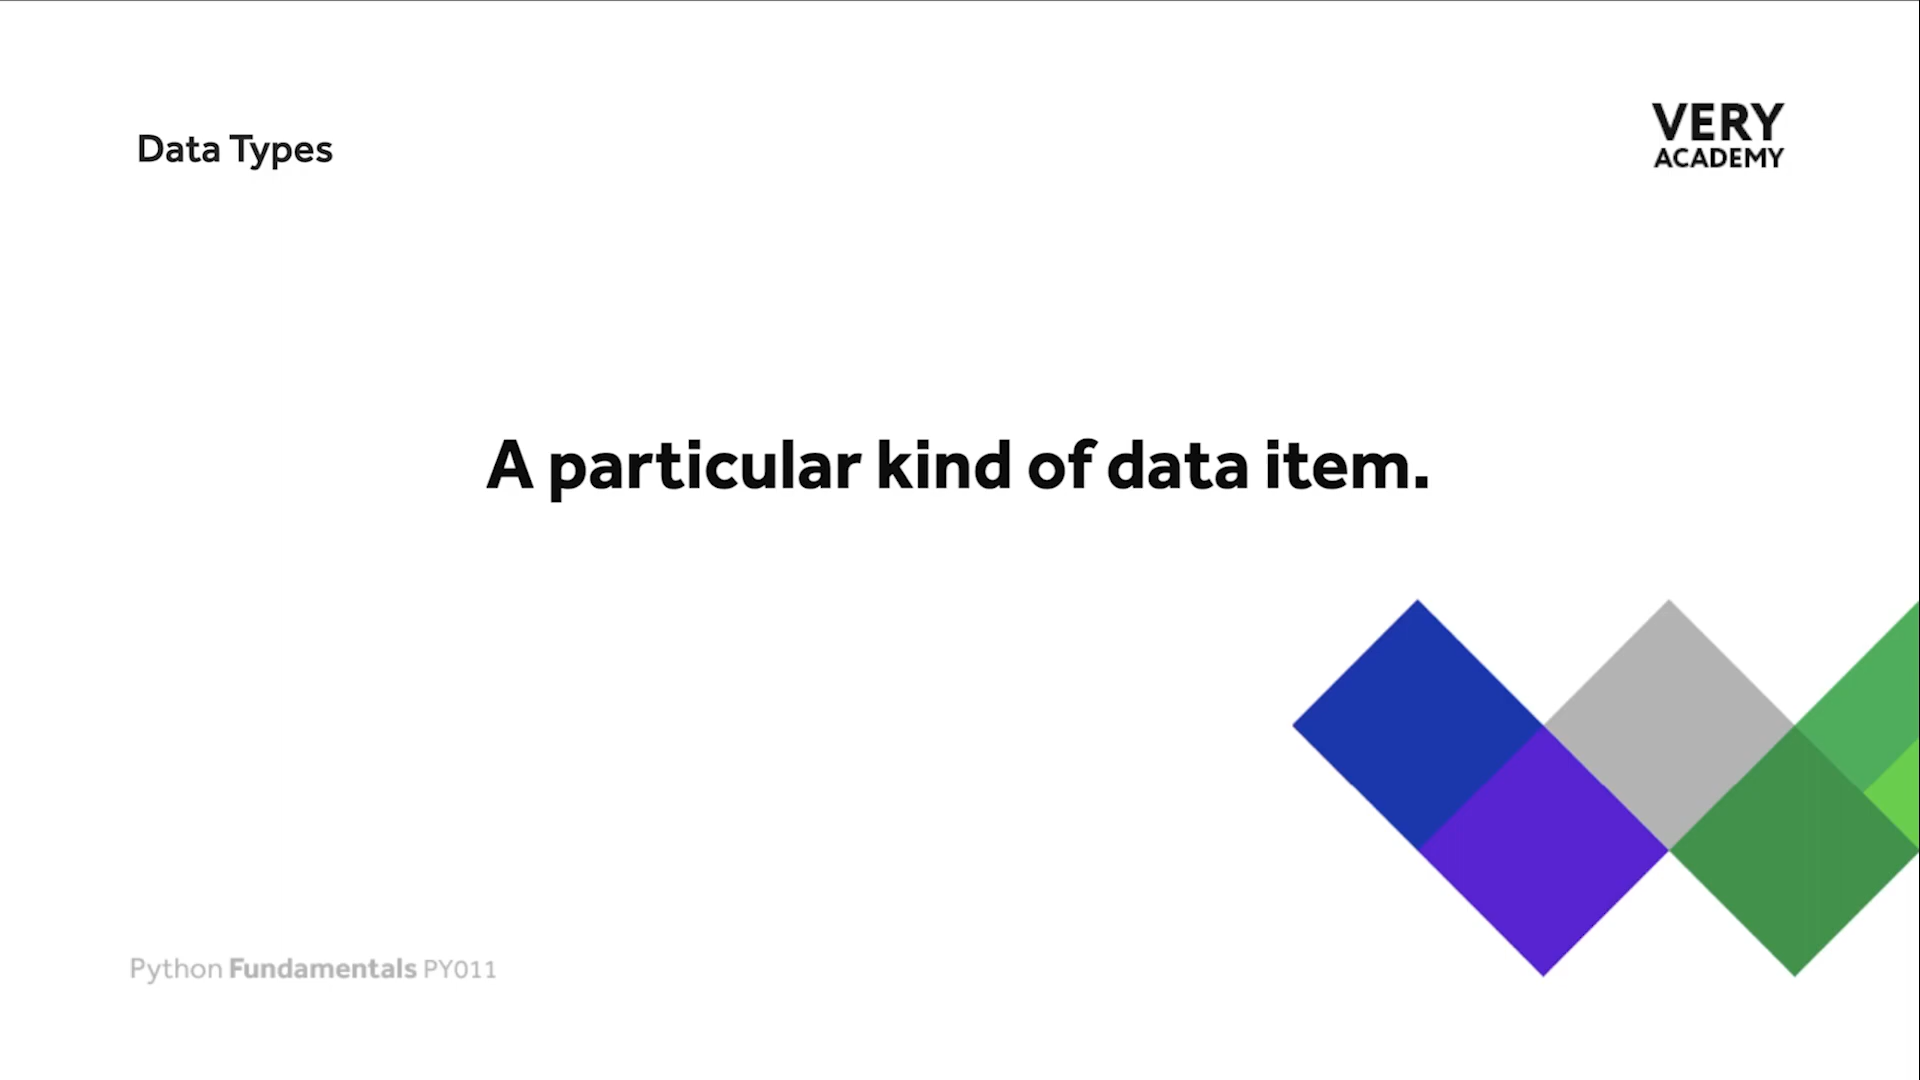 Data Types
VERY
ACADEMY
A particular kind of data item.
Python Fundamentals PY011